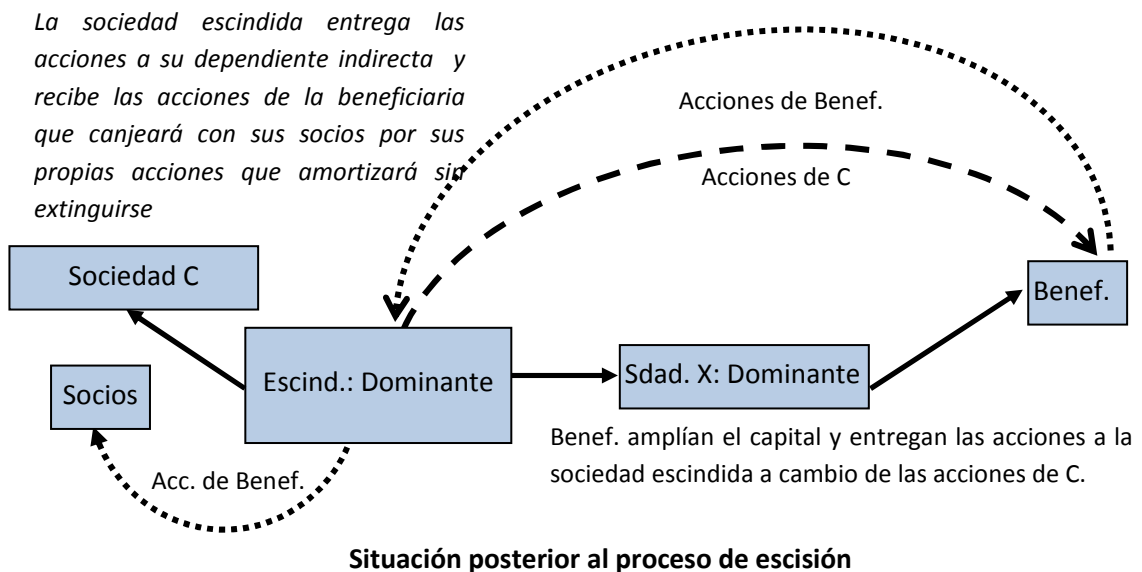 La sociedad escindida entrega las
acciones a su dependiente indirecta y
recibe las acciones de la beneficiaria
que canjeará con sus socios por sus
propias acciones que amortizará sin
extinguirse
Acciones de Benef.
Acciones de C
Sociedad C
Benef.
Socios
Escind.: Dominante
Sdad. X: Dominante
Acc. de Benef.
Benef. amplían el capital y entregan las acciones a la
sociedad escindida a cambio de las acciones de C.
Situación posterior al proceso de escisión